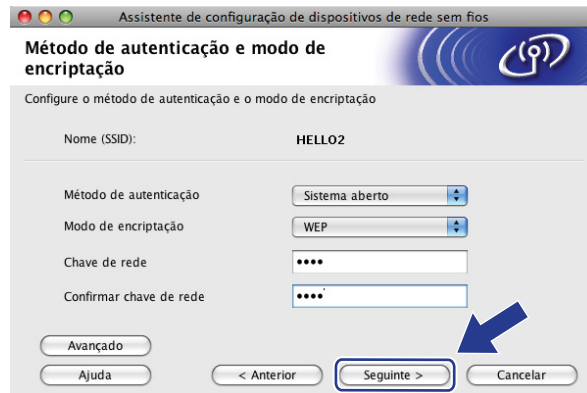 Assistente de configuração de dispositivos de rede sem fios
Método de autenticação e modo de
encriptação
Configure o método de autenticação e o modo de encriptação
Nome (SSID): HELLO2
Método de autenticação Sistema aberto
Modo de encriptação WEP
Chave de rede ••••
Confirmar chave de rede ••••
Avançado
Ajuda < Anterior Seguinte > Cancelar